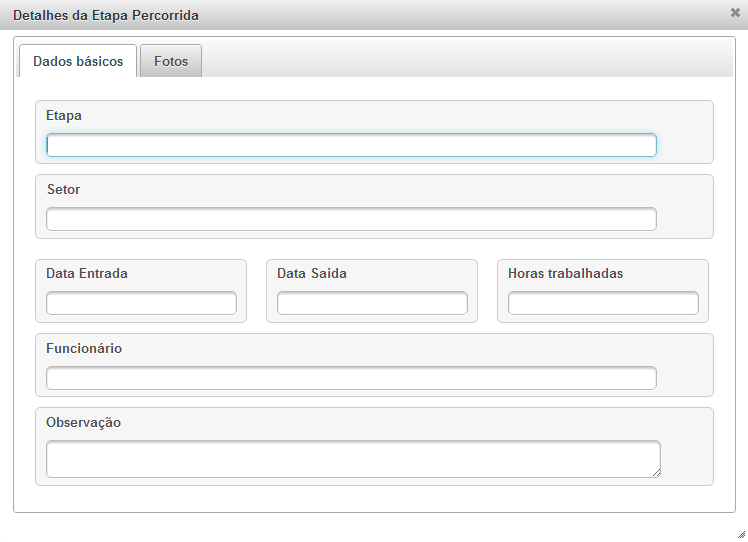 Detalhes da Etapa Percorrida
Dados básicos
Fotos
Etapa
Setor
Data Entrada
Data Saida
Horas trabalhadas
Funcionário
Observação